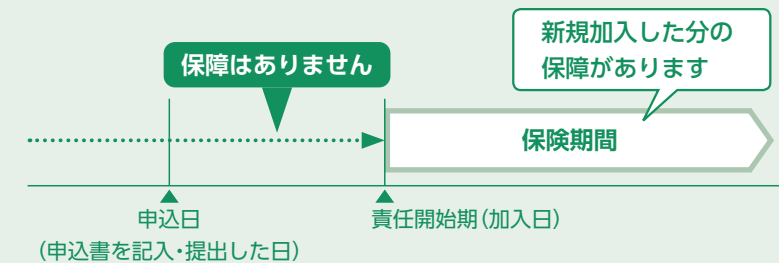 新規加入した分の
保障があります
保障はありません
保険期間
申込日
(申込書を記入・提出した日)
責任開始期(加入日)